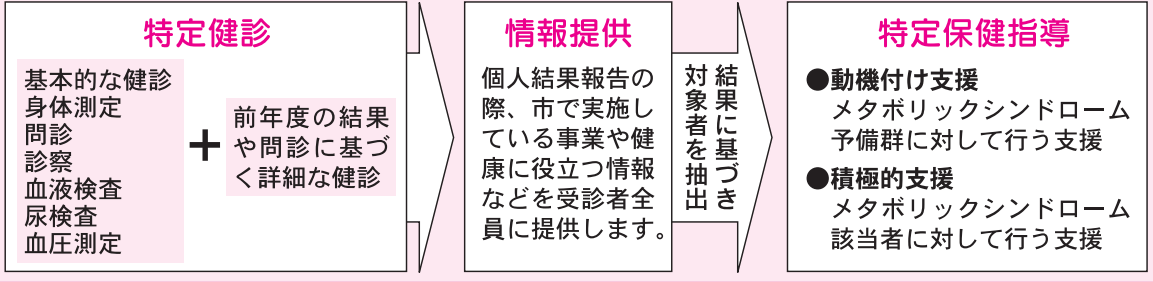 特定健診
基本的な健診
身体測定
問診
診察
血液検査
尿検査
血圧測定
+
前年度の結果
や問診に基づ
く詳細な健診
情報提供
個人結果報告の
際、市で実施し
ている事業や健
康に役立つ情報
などを受診者全
員に提供します。
結果に基づき
対象者を抽出
特定保健指導
●動機付け支援
メタボリックシンドローム
予備群に対して行う支援
●積極的支援
メタボリックシンドローム
該当者に対して行う支援